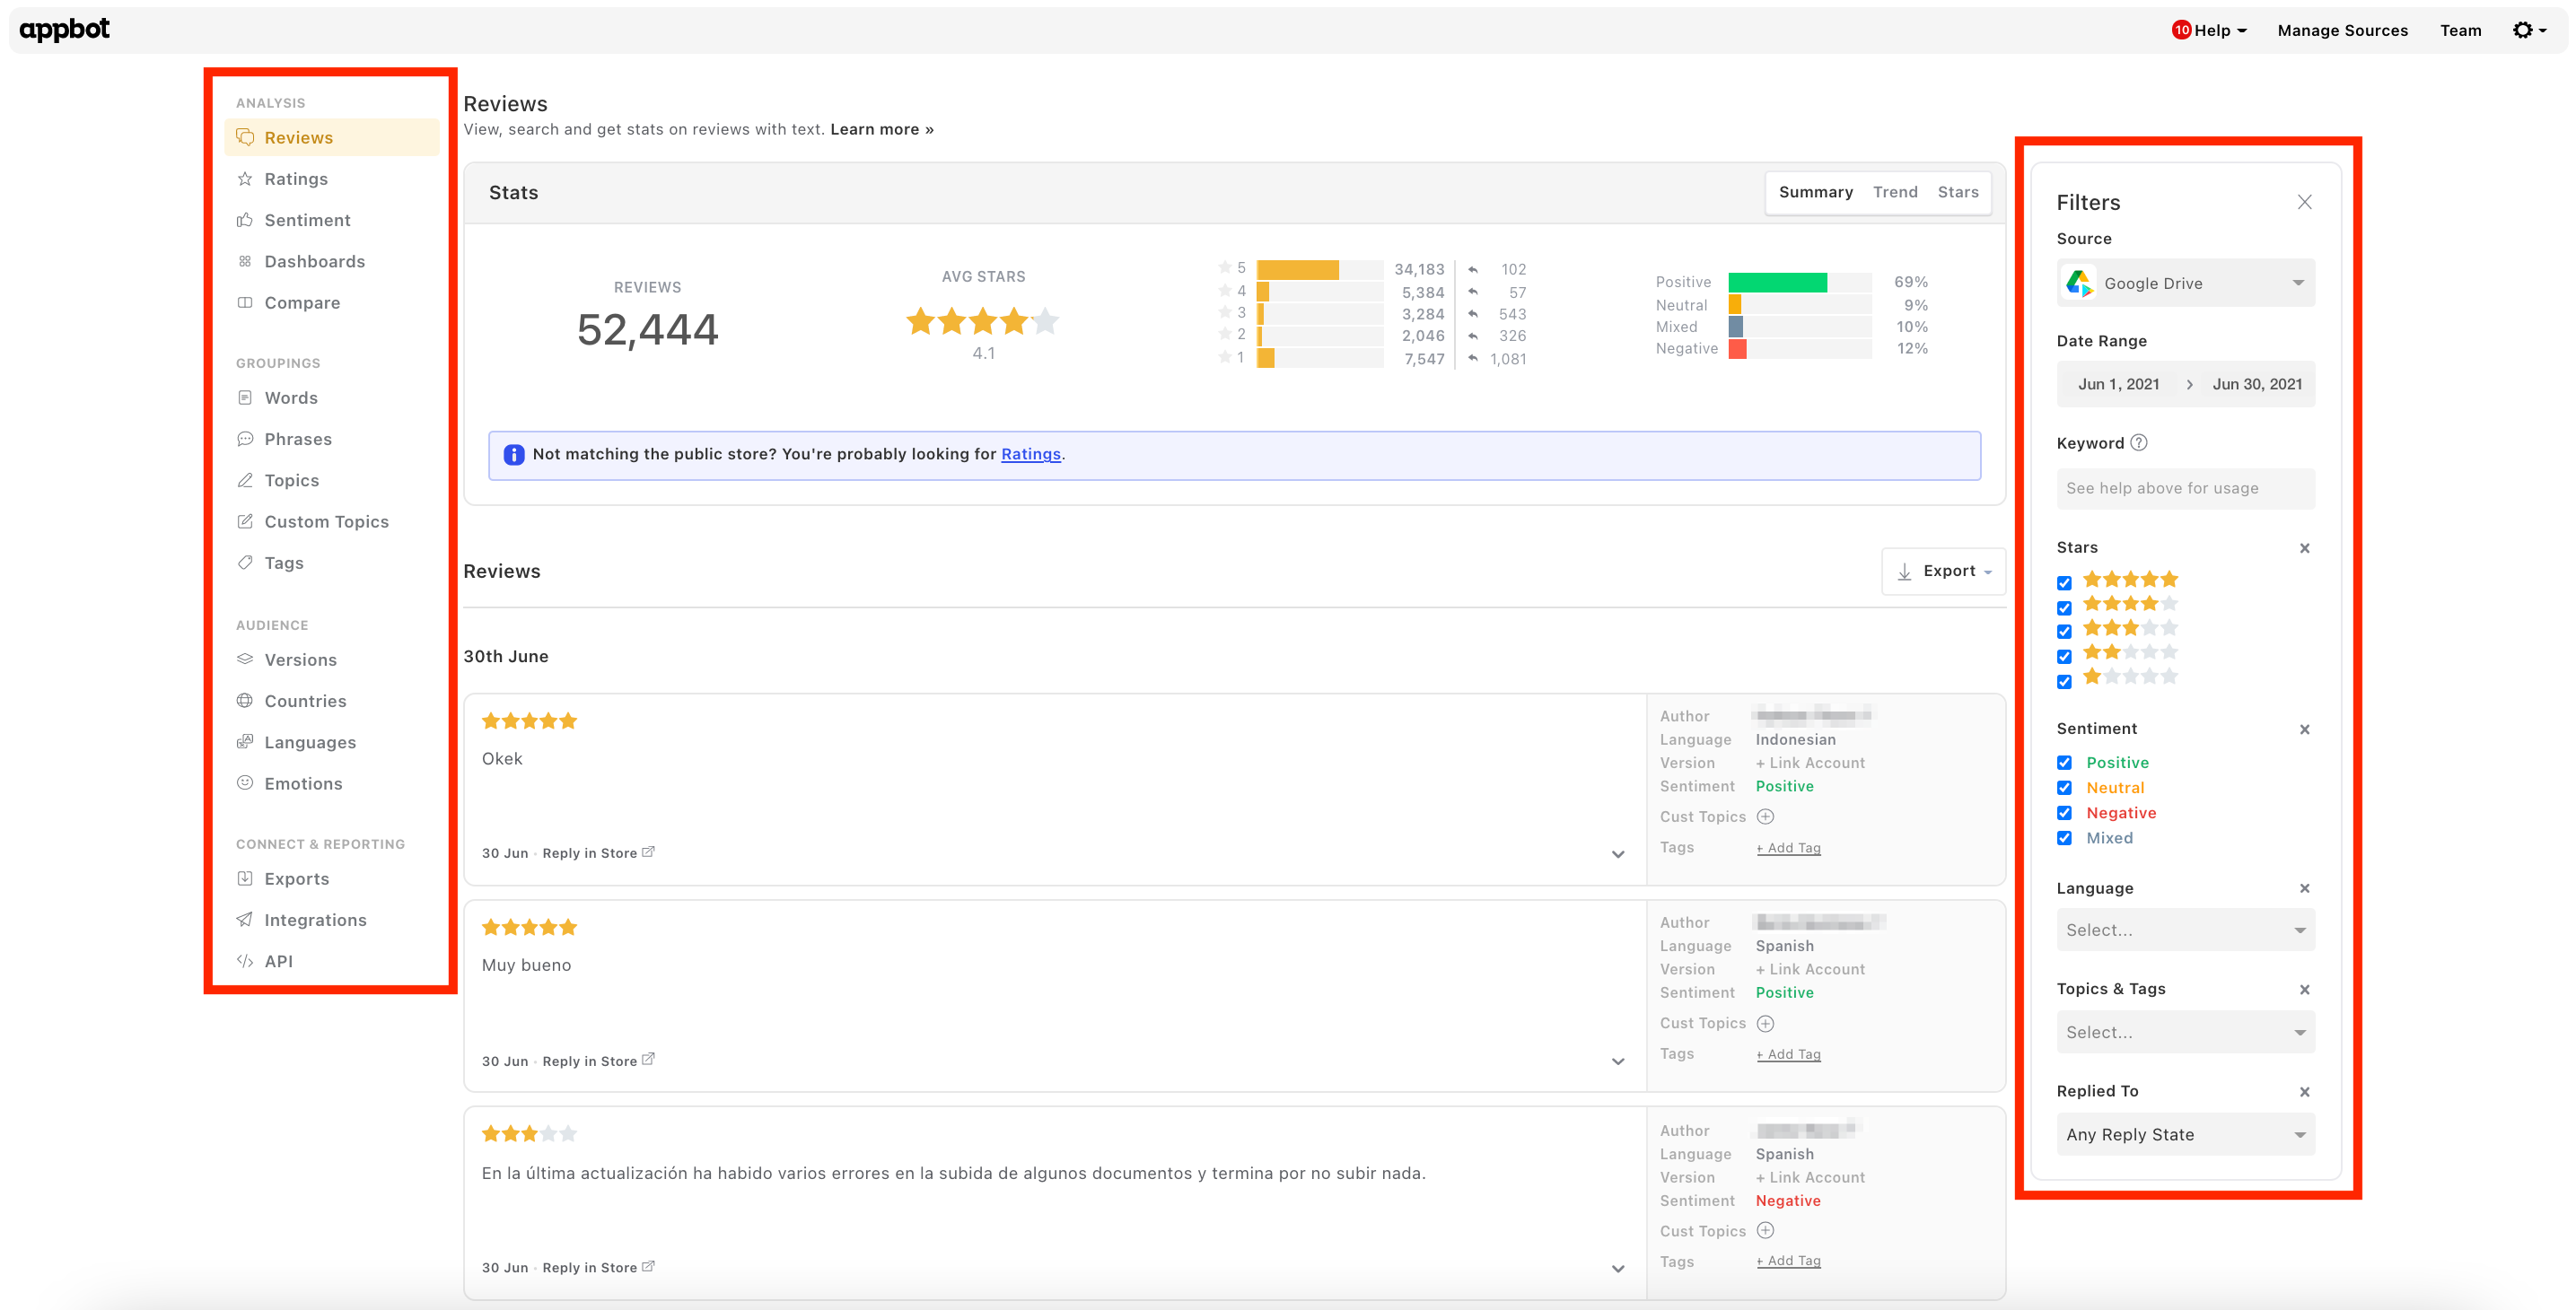 appbot
10 Help
Manage Sources
Team
ANALYSIS
Reviews
Ratings
Sentiment
Dashboards
Compare
GROUPINGS
Words
Phrases
Topics
Custom Topics
Tags
AUDIENCE
Versions
Countries
Languages
Emotions
CONNECT & REPORTING
Exports
Integrations
API
Reviews
View, search and get stats on reviews with text. Learn more »
Stats
Summary Trend Stars
REVIEWS
52,444
AVG STARS
4.1
5 34,183 102
4 5,384 57
3 3,284 543
2 2,046 326
1 7,547 1,081
Positive 69%
Neutral 9%
Mixed 10%
Negative 12%
Not matching the public store? You're probably looking for Ratings.
Reviews
Export
30th June
Okek
30 Jun · Reply in Store
Author
Language Indonesian
Version + Link Account
Sentiment Positive
Cust Topics
Tags + Add Tag
Muy bueno
30 Jun · Reply in Store
Author
Language Spanish
Version + Link Account
Sentiment Positive
Cust Topics
Tags + Add Tag
En la última actualización ha habido varios errores en la subida de algunos documentos y termina por no subir nada.
30 Jun · Reply in Store
Author
Language Spanish
Version + Link Account
Sentiment Negative
Cust Topics
Tags + Add Tag
Filters
Source
Google Drive
Date Range
Jun 1, 2021 > Jun 30, 2021
Keyword ?
See help above for usage
Stars
Sentiment
Positive
Neutral
Negative
Mixed
Language
Select...
Topics & Tags
Select...
Replied To
Any Reply State